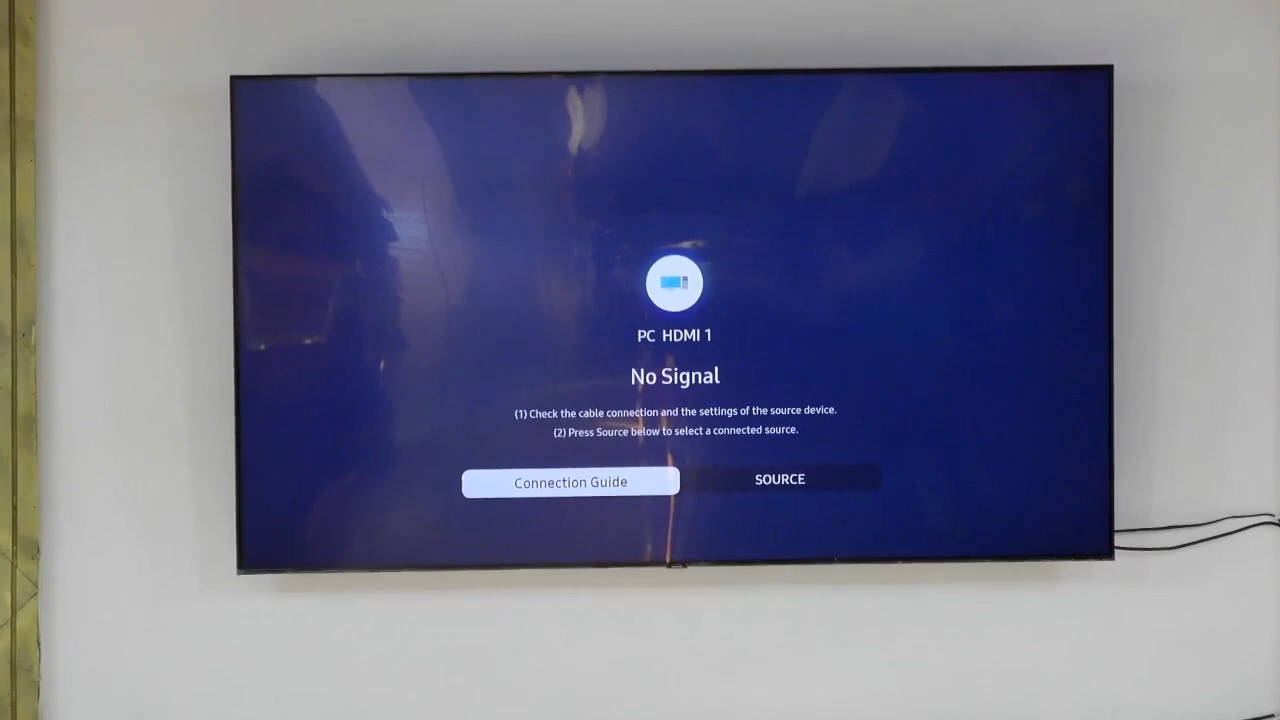 PC HDMI 1
No Signal
(1) Check the cable connection and the settings of the source device.
(2) Press Source below to select a connected source.
Connection Guide
SOURCE